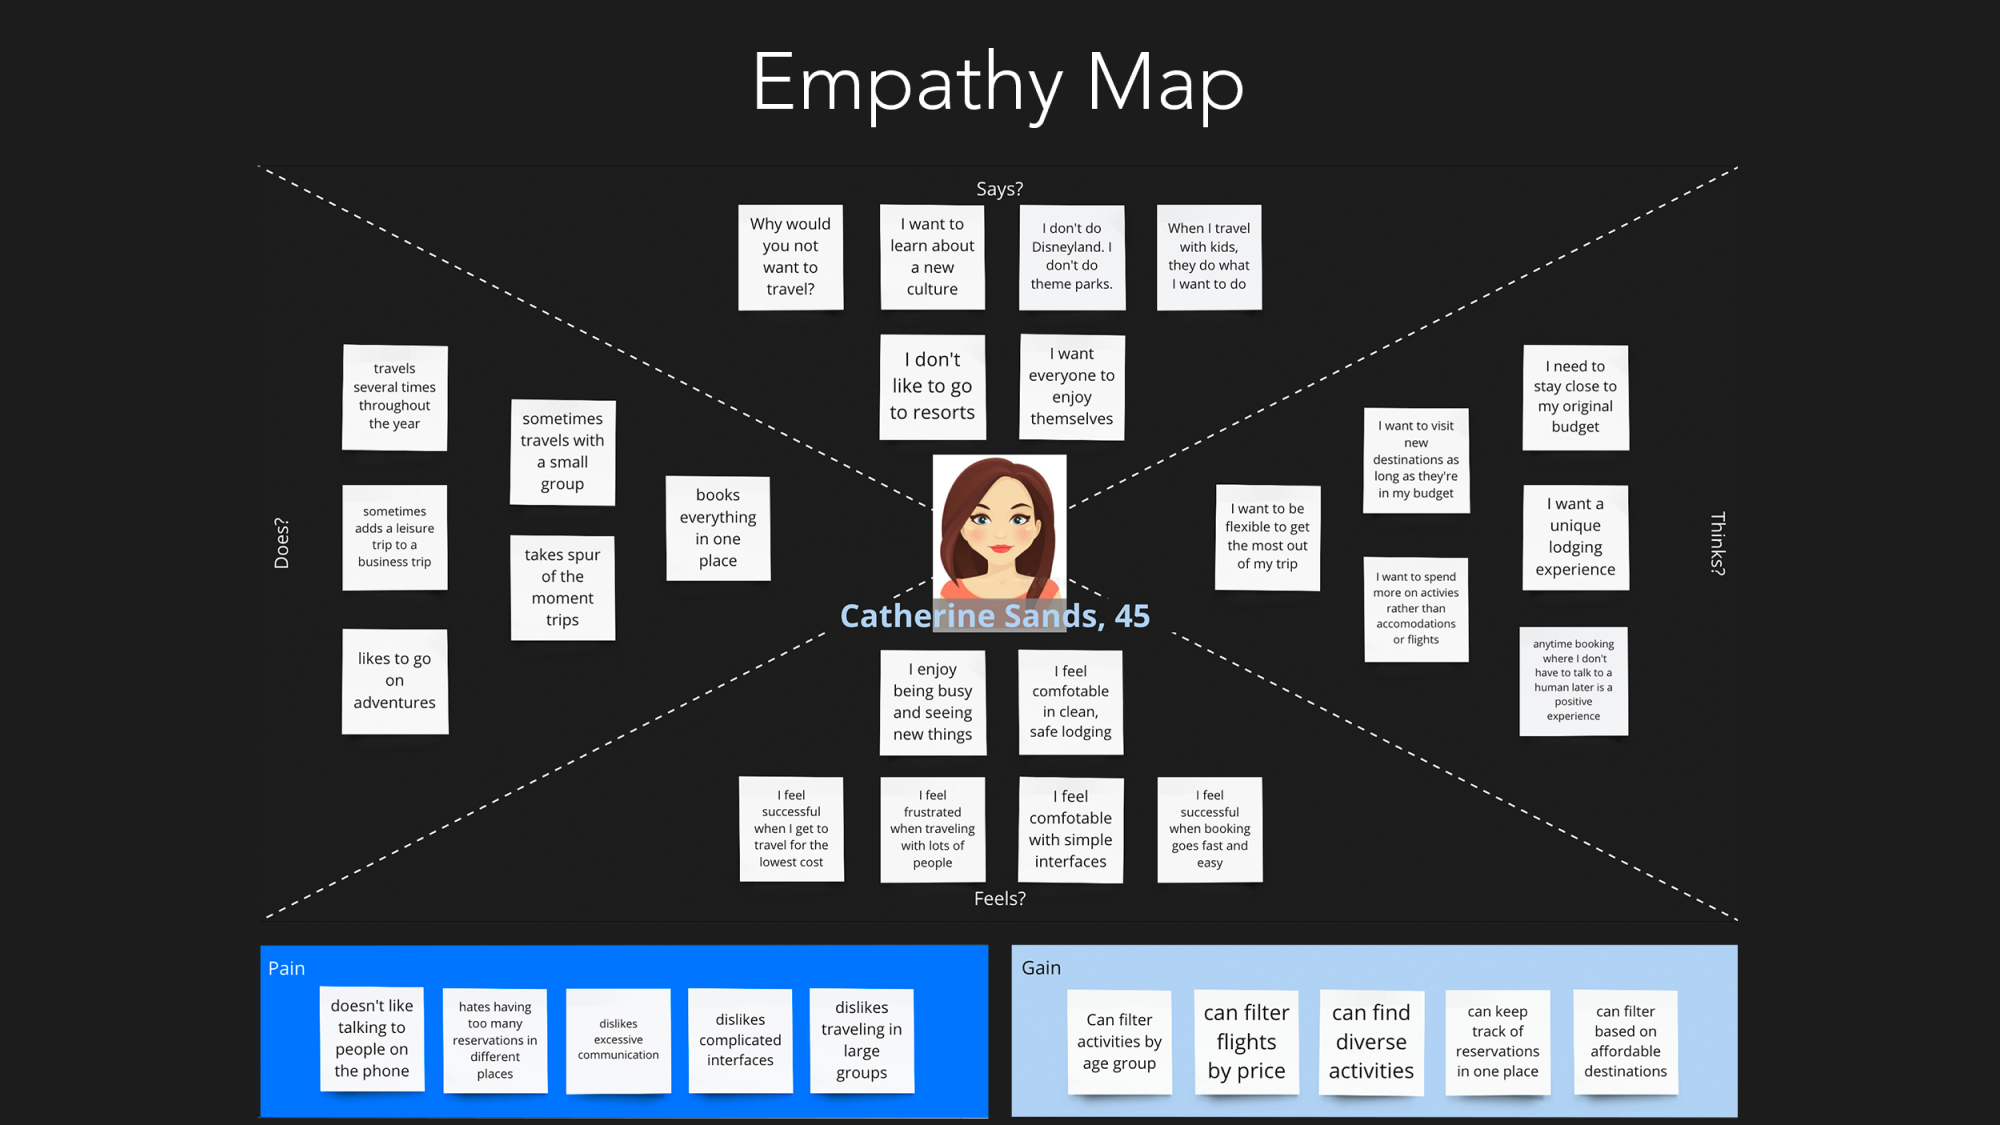 Empathy Map
Says?
Why would
you not
want to
travel?
I want to
learn about
a new
culture
I don't do
Disneyland. I
don't do
theme parks.
When I travel
with kids,
they do what
I want to do
I don't
like to go
to resorts
I want
everyone to
enjoy
themselves
Does?
travels
several times
throughout
the year
sometimes
travels with
a small
group
books
everything
in one
place
sometimes
adds a leisure
trip to a
business trip
takes spur
of the
moment
trips
likes to go
on
adventures
Catherine Sands, 45
Thinks?
I need to
stay close to
my original
budget
I want to visit
new
destinations as
long as they're
in my budget
I want to be
flexible to get
the most out
of my trip
I want a
unique
lodging
experience
I want to spend
more on activies
rather than
accomodations
or flights
anytime booking
where I don't
have to talk to a
human later is a
positive
experience
I enjoy
being busy
and seeing
new things
I feel
comfotable
in clean,
safe lodging
I feel
successful
when I get to
travel for the
lowest cost
I feel
frustrated
when traveling
with lots of
people
I feel
comfotable
with simple
interfaces
I feel
successful
when booking
goes fast and
easy
Feels?
Pain
doesn't like
talking to
people on
the phone
hates having
too many
reservations in
different
places
dislikes
excessive
communication
dislikes
complicated
interfaces
dislikes
traveling in
large
groups
Gain
Can filter
activities by
age group
can filter
flights
by price
can find
diverse
activities
can keep
track of
reservations
in one place
can filter
based on
affordable
destinations